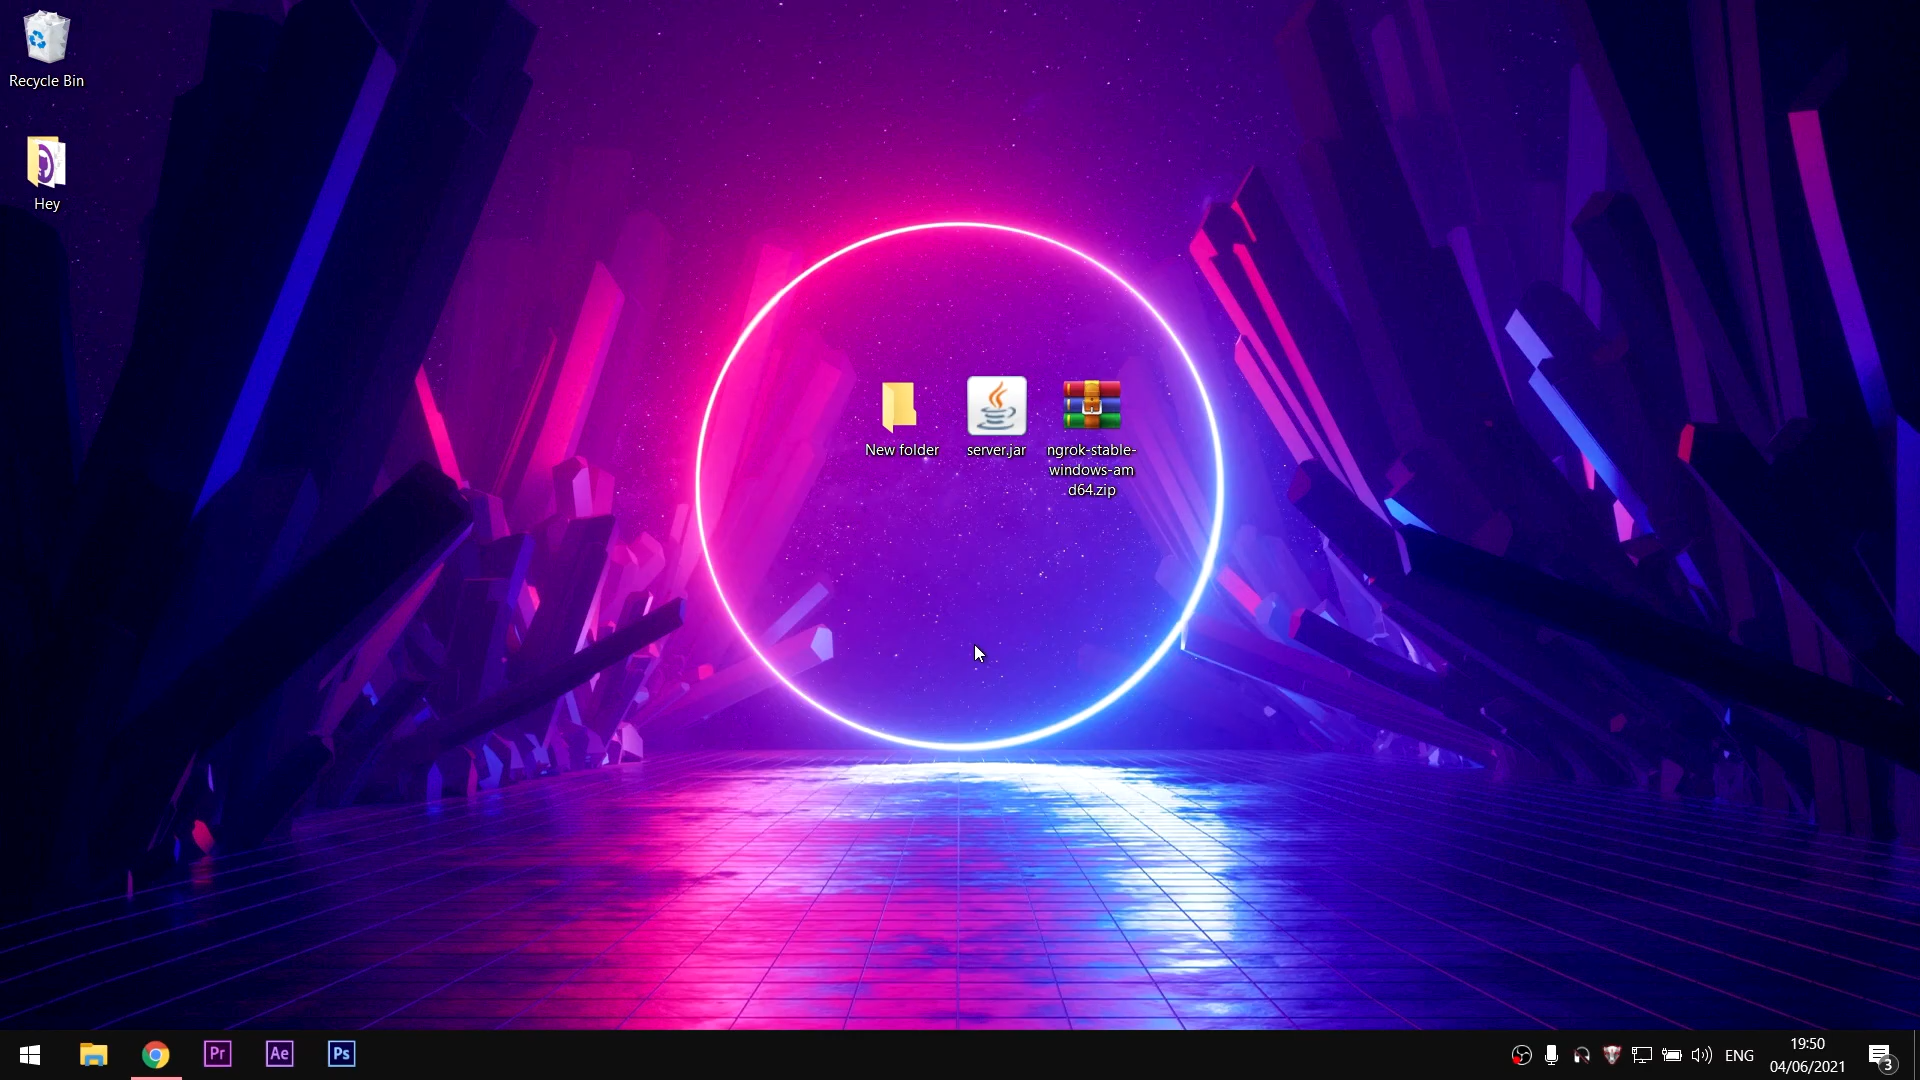 Recycle Bin
Hey
New folder
server.jar
ngrok-stable-
windows-am
d64.zip
Pr
Ae
Ps
ENG
19:50
04/06/2021
3